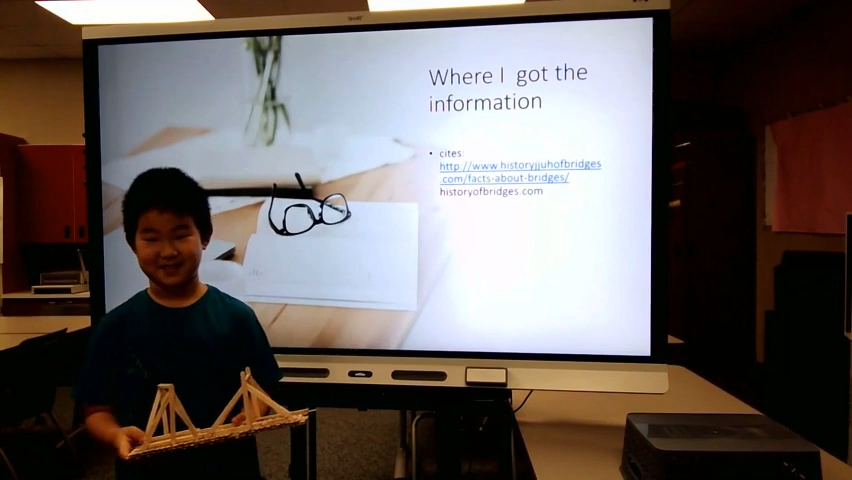 Where I got the
information
• cites:
http://www.historyjjuhofbridges
.com/facts-about-bridges/
historyofbridges.com